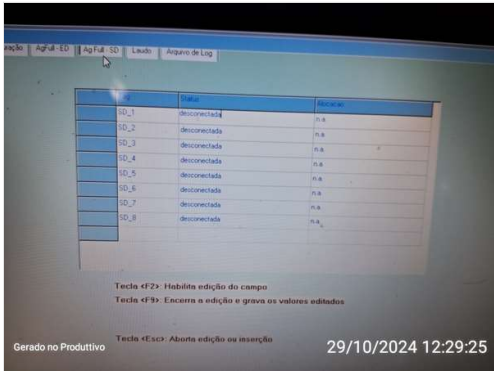 AgFull - ED AgFull - SD Laudo Arquivo de Log
Status Alocacao
SD_1 desconectada n.a.
SD_2 desconectada n.a.
SD_3 desconectada n.a.
SD_4 desconectada n.a.
SD_5 desconectada n.a.
SD_6 desconectada n.a.
SD_7 desconectada n.a.
SD_8 desconectada n.a.
Tecla <F2>: Habilita edição do campo
Tecla <F9>: Encerra a edição e grava os valores editados
Tecla <Esc>: Aborta edição ou inserção
Gerado no Produttivo 29/10/2024 12:29:25